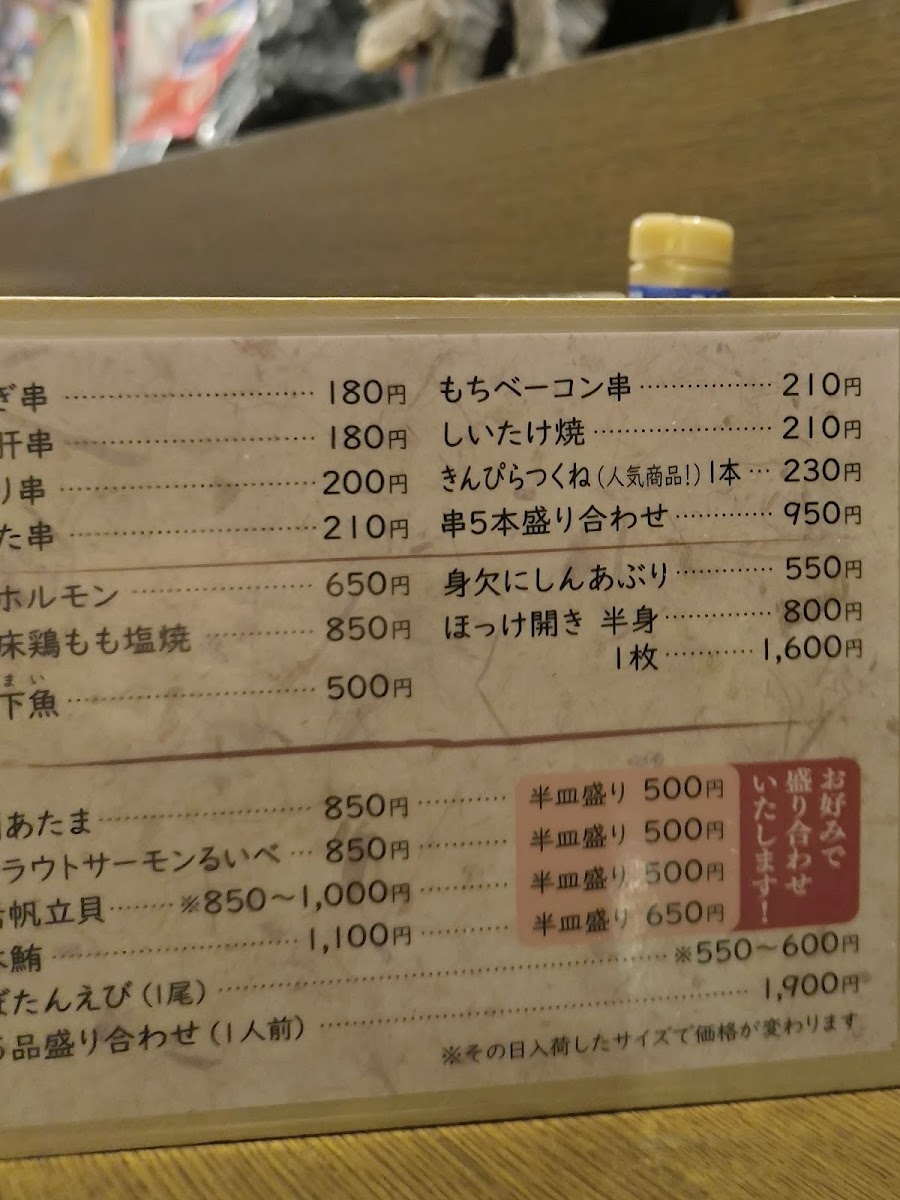 ぎ串 ………… 180円
肝串 ………… 180円
り串 ………… 200円
た串 ………… 210円
もちベーコン串 ………… 210円
しいたけ焼 ………… 210円
きんぴらつくね(人気商品!)1本 … 230円
串5本盛り合わせ ………… 950円
ホルモン ………… 650円
床鶏もも塩焼 ………… 850円
まい
下魚 ………… 500円
身欠にしんあぶり ………… 550円
ほっけ開き 半身 ………… 800円
1枚 ………… 1,600円
あたま ………… 850円 ………… 半皿盛り 500円
ラウトサーモンるいべ … 850円 ………… 半皿盛り 500円
帆立貝 ……… ※850〜1,000円 ………… 半皿盛り 500円
本鮪 ………… 1,100円 ………… 半皿盛り 650円
ぼたんえび(1尾) ………… ※550〜600円
5品盛り合わせ(1人前) ………… 1,900円
お好みで
盛り合わせ
いたします!
※その日入荷したサイズで価格が変わります